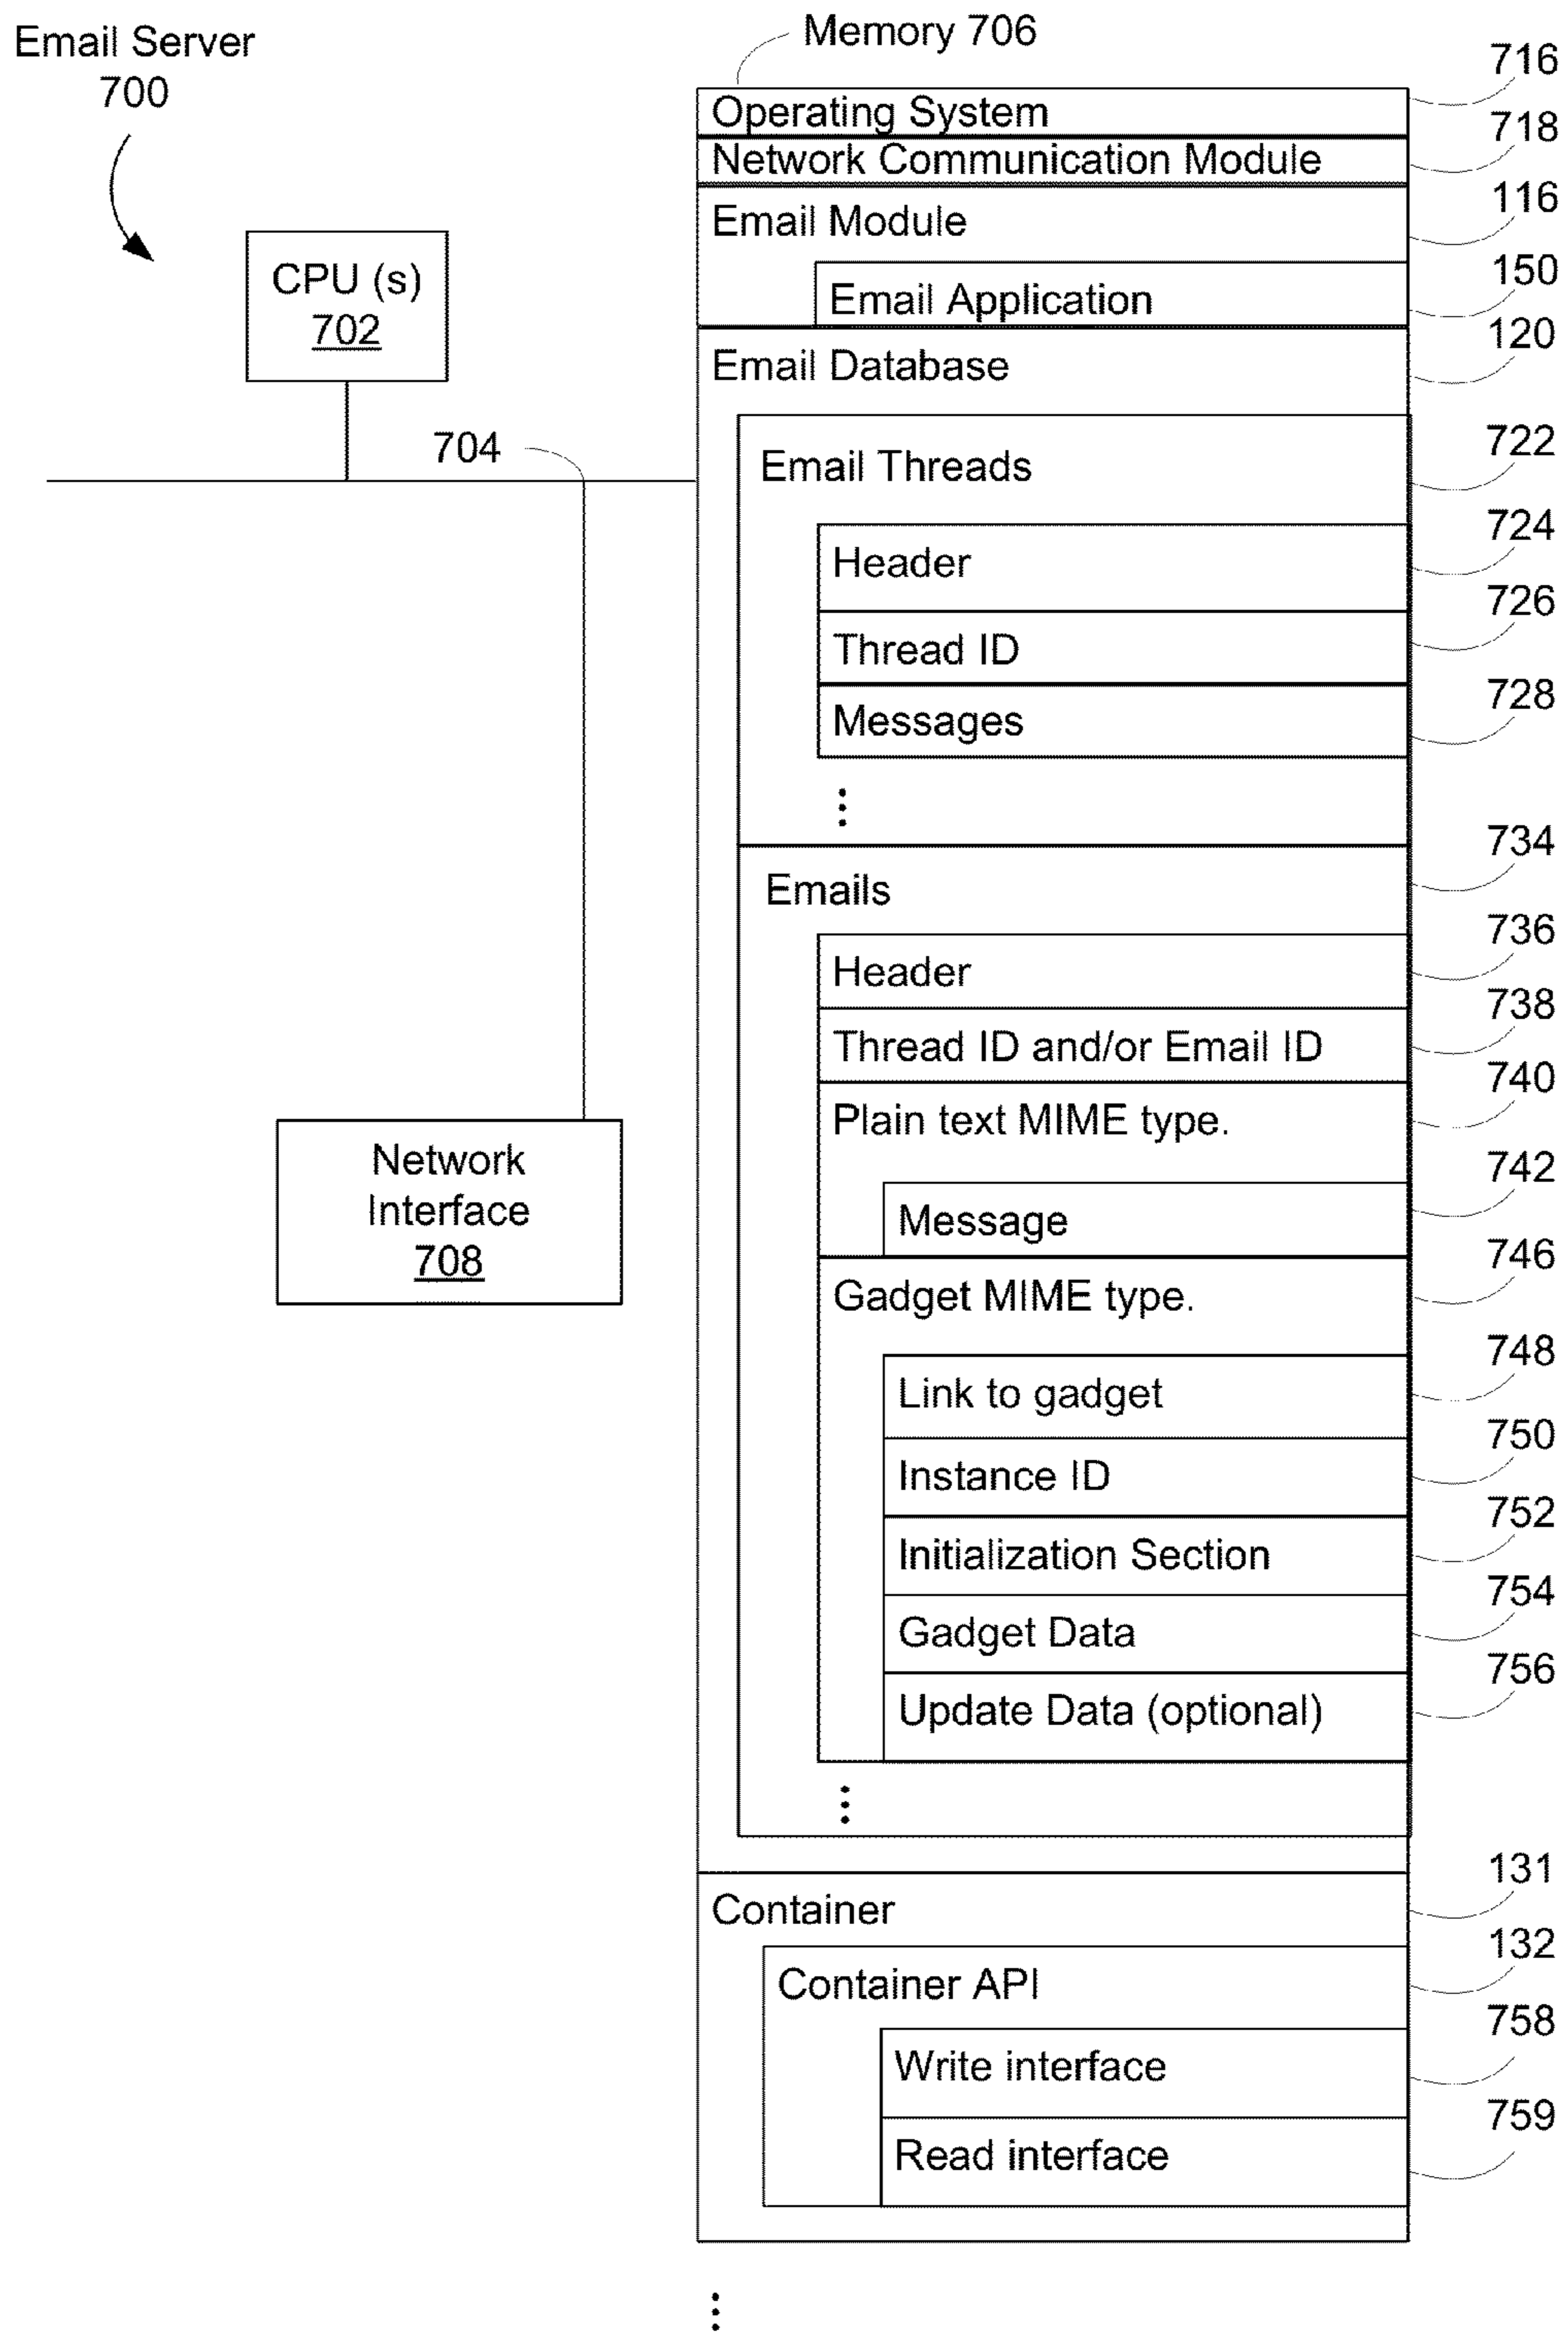 Email Server
700
Memory 706
716
Operating System
718
Network Communication Module
116
Email Module
CPU (s)
702
150
Email Application
120
Email Database
704
722
Email Threads
724
Header
726
Thread ID
728
Messages
⋮
734
Emails
736
Header
738
Thread ID and/or Email ID
740
Plain text MIME type.
742
Message
Network
Interface
708
746
Gadget MIME type.
748
Link to gadget
750
Instance ID
752
Initialization Section
754
Gadget Data
756
Update Data (optional)
⋮
131
Container
132
Container API
758
Write interface
759
Read interface
⋮